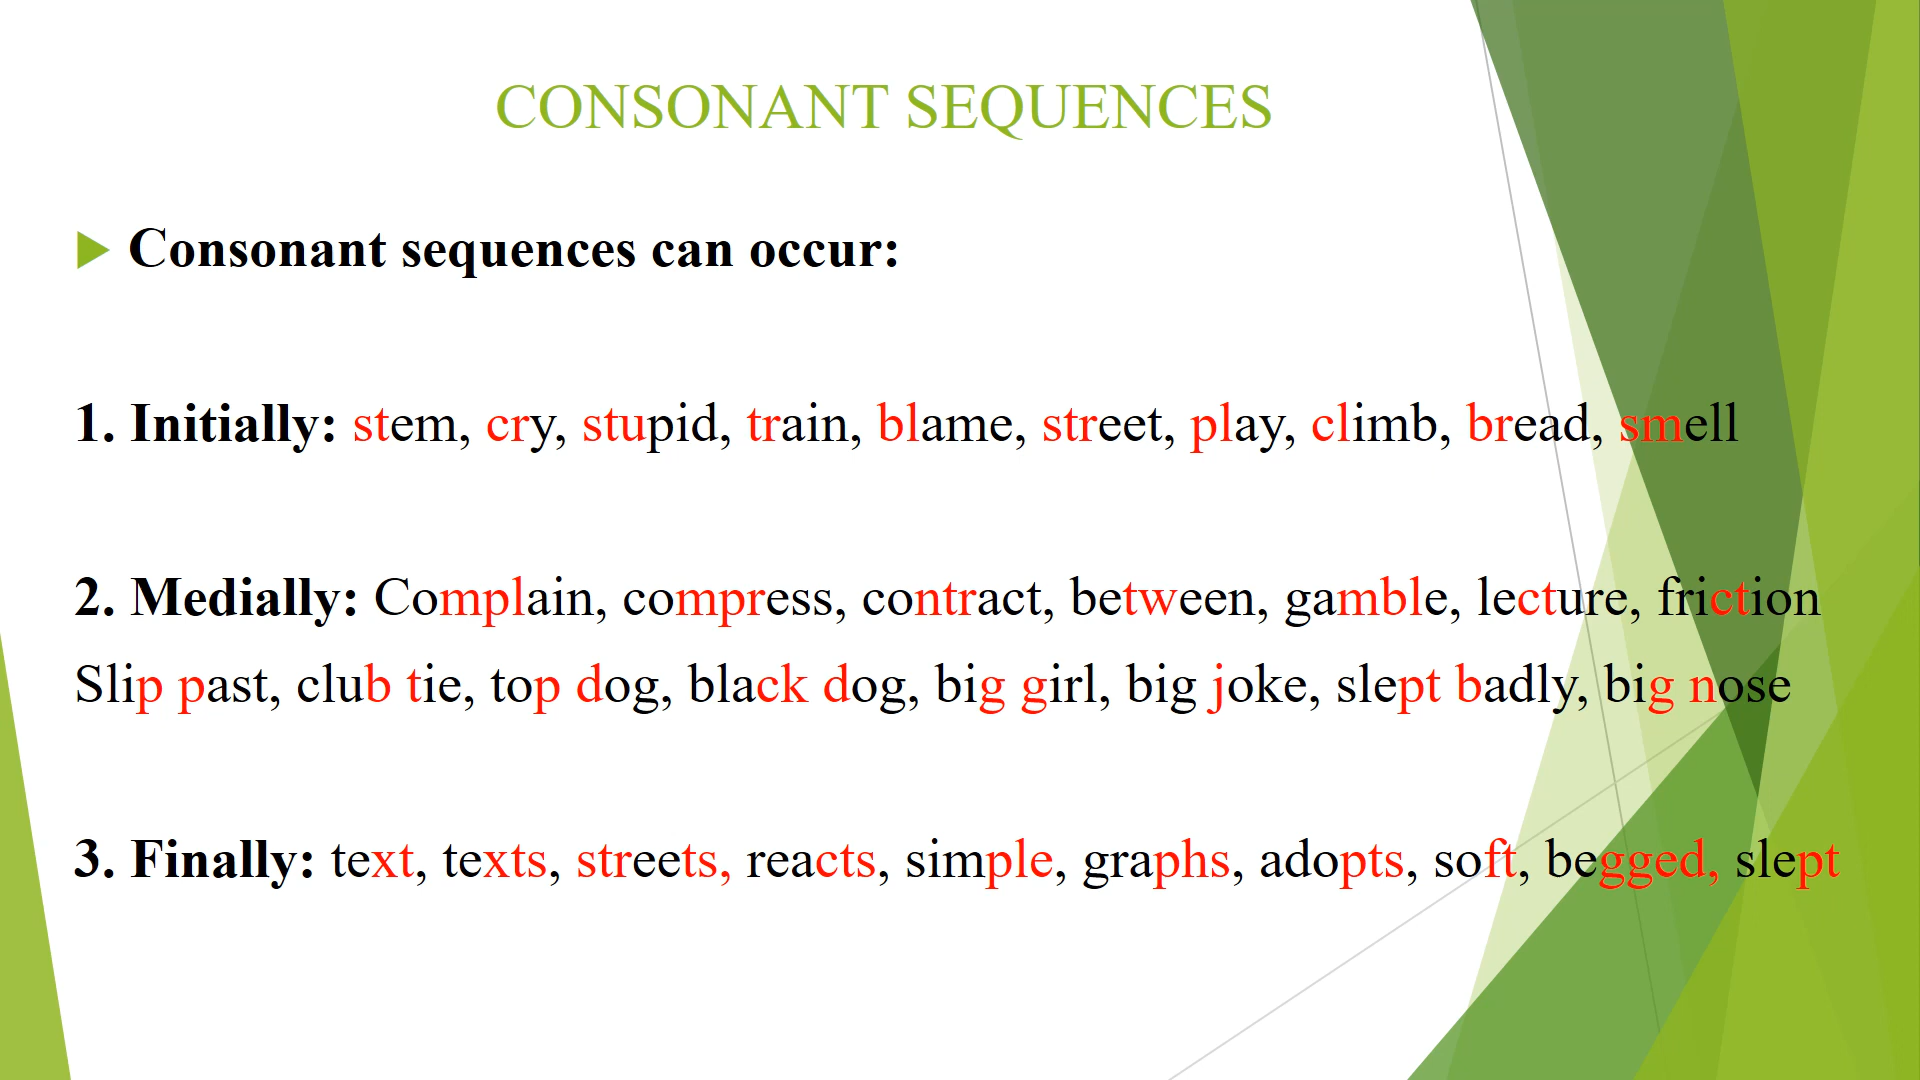 CONSONANT SEQUENCES
Consonant sequences can occur:
1. Initially: stem, cry, stupid, train, blame, street, play, climb, bread, smell
2. Medially: Complain, compress, contract, between, gamble, lecture, friction
Slip past, club tie, top dog, black dog, big girl, big joke, slept badly, big nose
3. Finally: text, texts, streets, reacts, simple, graphs, adopts, soft, begged, slept